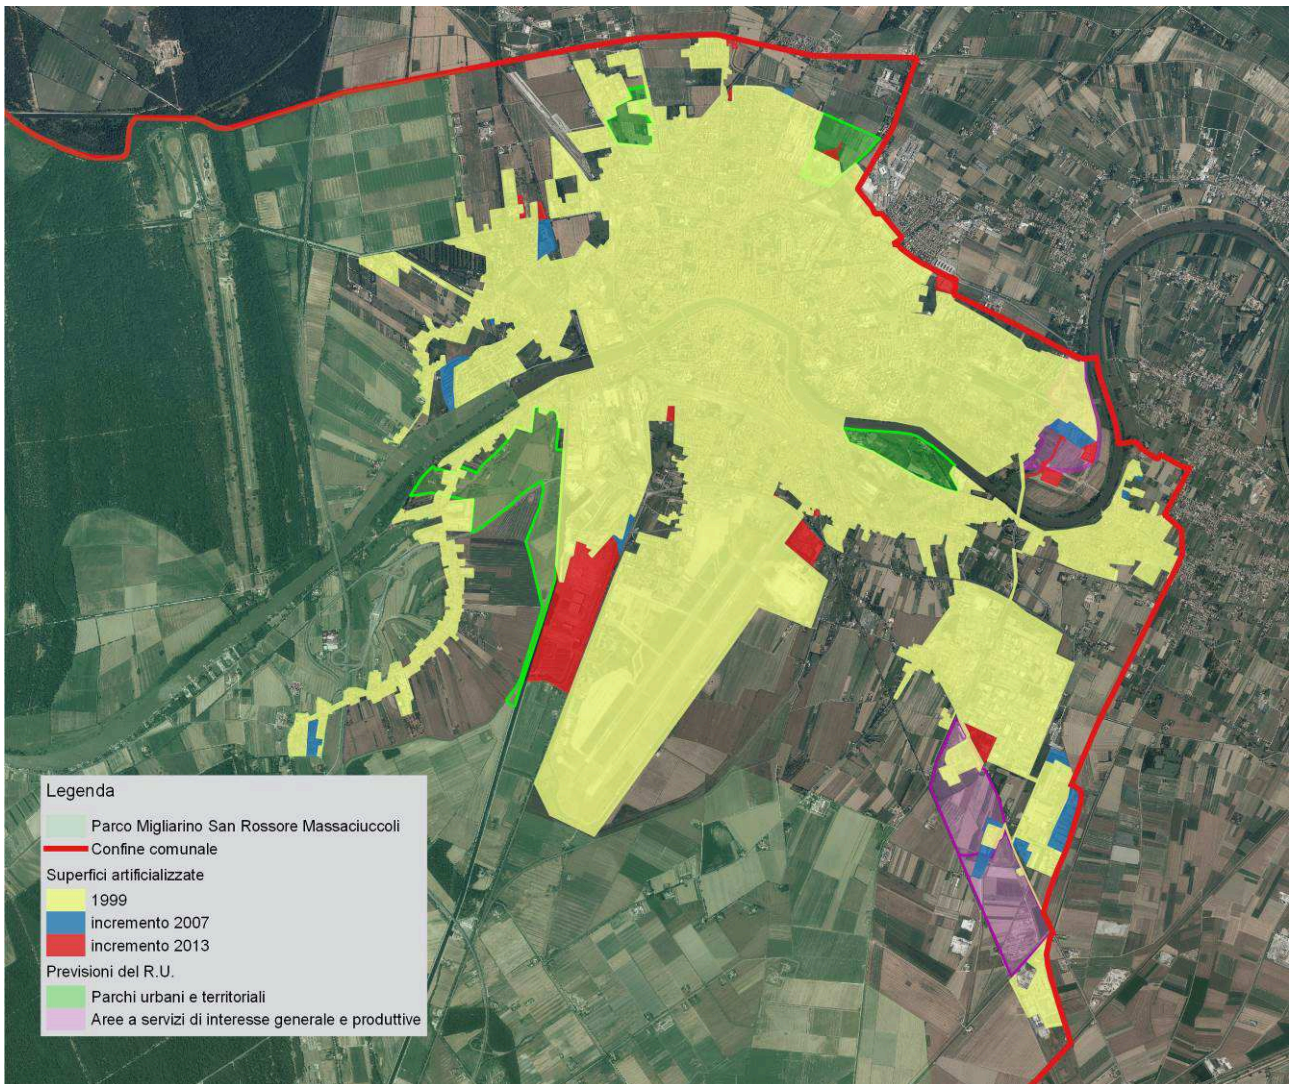 Legenda
Parco Migliarino San Rossore Massaciuccoli
Confine comunale
Superfici artificializzate
1999
incremento 2007
incremento 2013
Previsioni del R.U.
Parchi urbani e territoriali
Aree a servizi di interesse generale e produttive